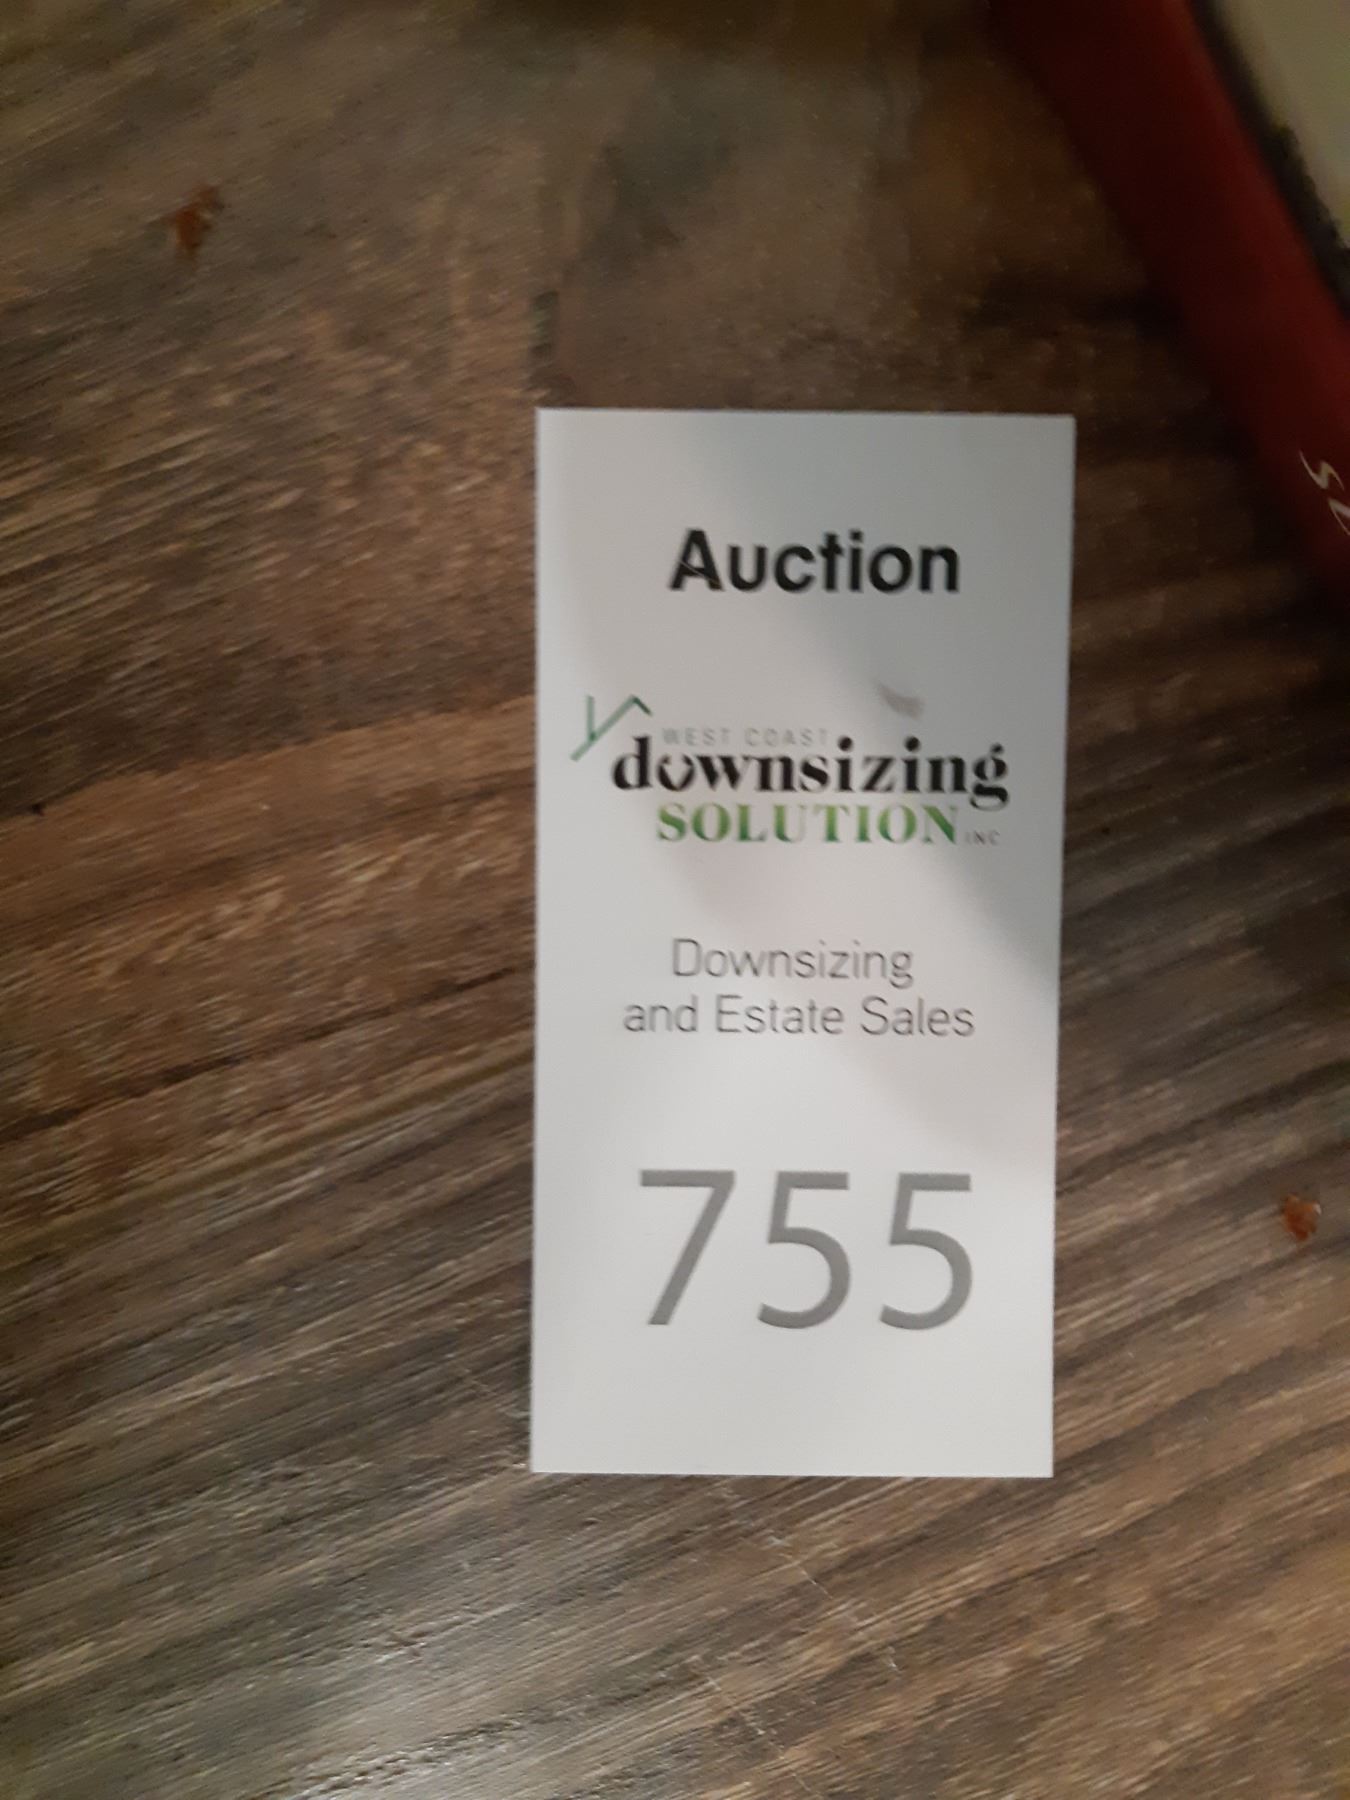 Auction
WEST COAST
downsizing
SOLUTION INC
Downsizing
and Estate Sales
755